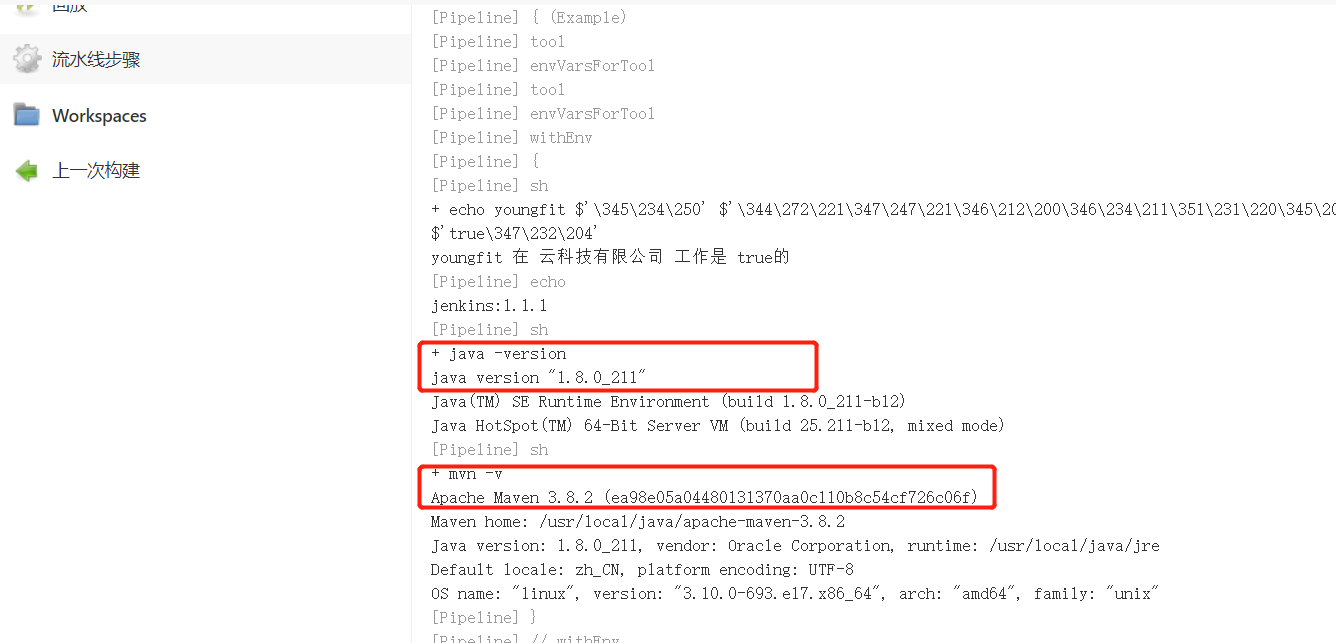 回放
流水线步骤
Workspaces
上一次构建
[Pipeline] { (Example)
[Pipeline] tool
[Pipeline] envVarsForTool
[Pipeline] tool
[Pipeline] envVarsForTool
[Pipeline] withEnv
[Pipeline] {
[Pipeline] sh
+ echo youngfit $'\345\234\250' $'\344\272\221\347\247\221\346\212\200\346\234\211\351\231\220\345\20
$'true\347\232\204'
youngfit 在 云科技有限公司 工作是 true的
[Pipeline] echo
jenkins:1.1.1
[Pipeline] sh
+ java -version
java version "1.8.0_211"
Java(TM) SE Runtime Environment (build 1.8.0_211-b12)
Java HotSpot(TM) 64-Bit Server VM (build 25.211-b12, mixed mode)
[Pipeline] sh
+ mvn -v
Apache Maven 3.8.2 (ea98e05a04480131370aa0c110b8c54cf726c06f)
Maven home: /usr/local/java/apache-maven-3.8.2
Java version: 1.8.0_211, vendor: Oracle Corporation, runtime: /usr/local/java/jre
Default locale: zh_CN, platform encoding: UTF-8
OS name: "linux", version: "3.10.0-693.el7.x86_64", arch: "amd64", family: "unix"
[Pipeline] }
[Pipeline] // withEnv